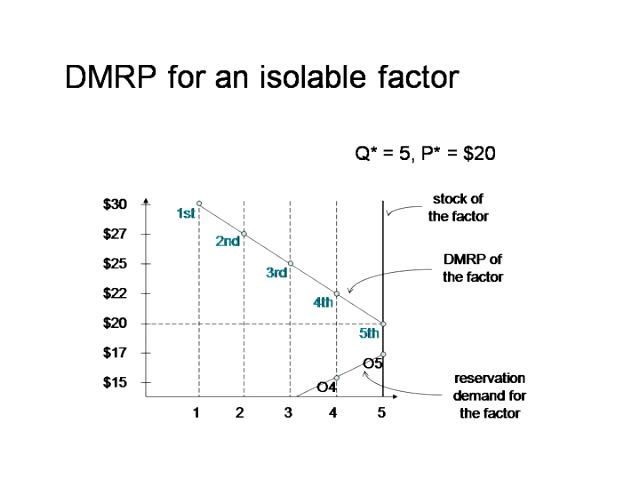 DMRP for an isolable factor
Q* = 5, P* = $20
stock of
the factor
$30
1st
$27
2nd
$25
3rd
DMRP of
the factor
$22
4th
$20
5th
$17
O5
$15
O4
reservation
demand for
the factor
1 2 3 4 5